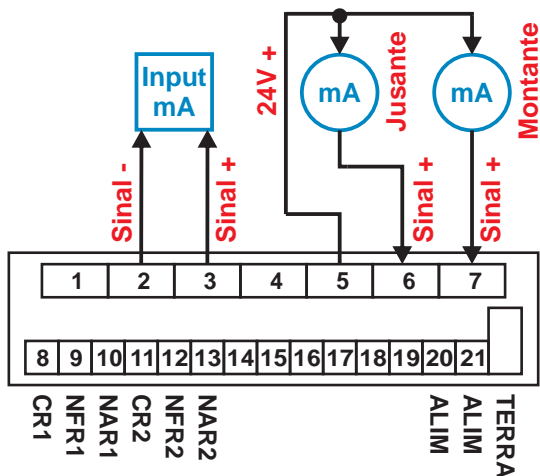 Input
mA
24V +
mA
Jusante
mA
Montante
Sinal -
Sinal +
Sinal +
Sinal +
1 2 3 4 5 6 7
8 9 10 11 12 13 14 15 16 17 18 19 20 21
CR1
NFR1
NAR1
CR2
NFR2
NAR2
ALIM
ALIM
TERRA